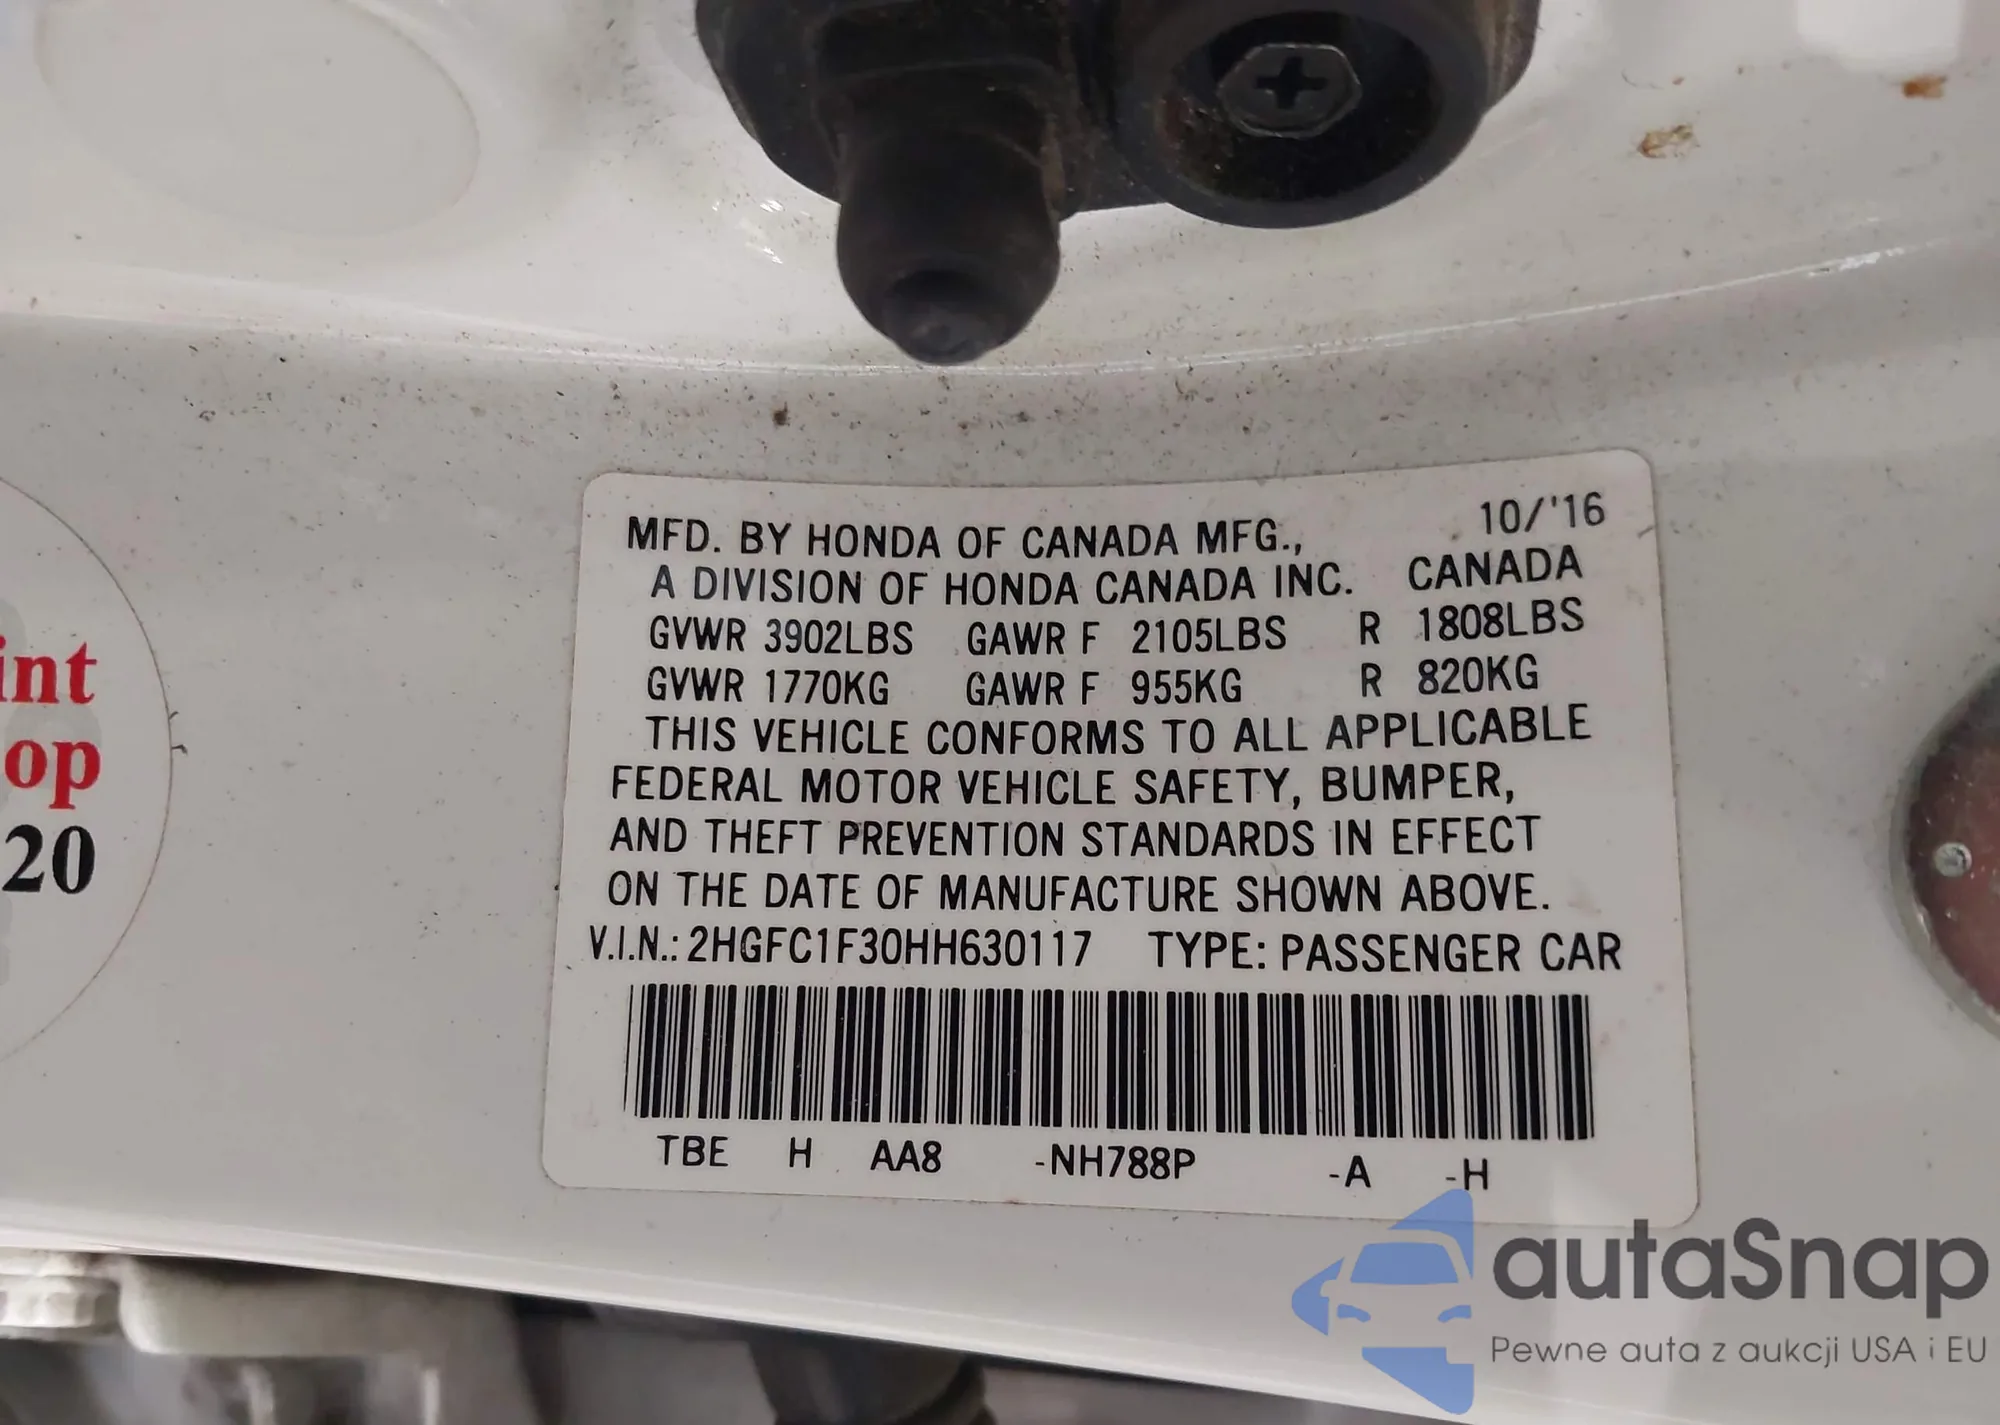 10/'16
MFD. BY HONDA OF CANADA MFG.,
A DIVISION OF HONDA CANADA INC. CANADA
GVWR 3902LBS GAWR F 2105LBS R 1808LBS
GVWR 1770KG GAWR F 955KG R 820KG
THIS VEHICLE CONFORMS TO ALL APPLICABLE
FEDERAL MOTOR VEHICLE SAFETY, BUMPER,
AND THEFT PREVENTION STANDARDS IN EFFECT
ON THE DATE OF MANUFACTURE SHOWN ABOVE.
V.I.N.: 2HGFC1F30HH630117 TYPE: PASSENGER CAR
TBE H AA8 -NH788P -A -H
int
op
20
autaSnap
Pewne auta z aukcji USA i EU